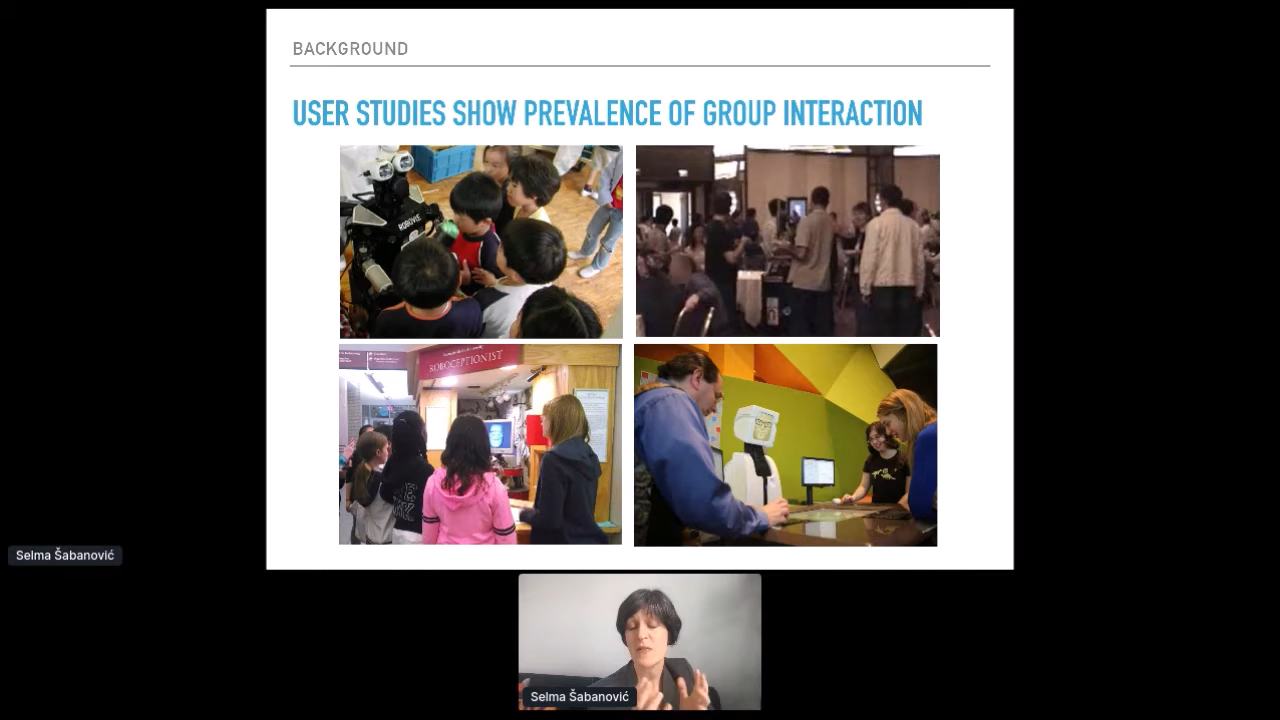 BACKGROUND
USER STUDIES SHOW PREVALENCE OF GROUP INTERACTION
ROBOVIE
ROBOCEPTIONIST
Selma Šabanović
Selma Šabanović